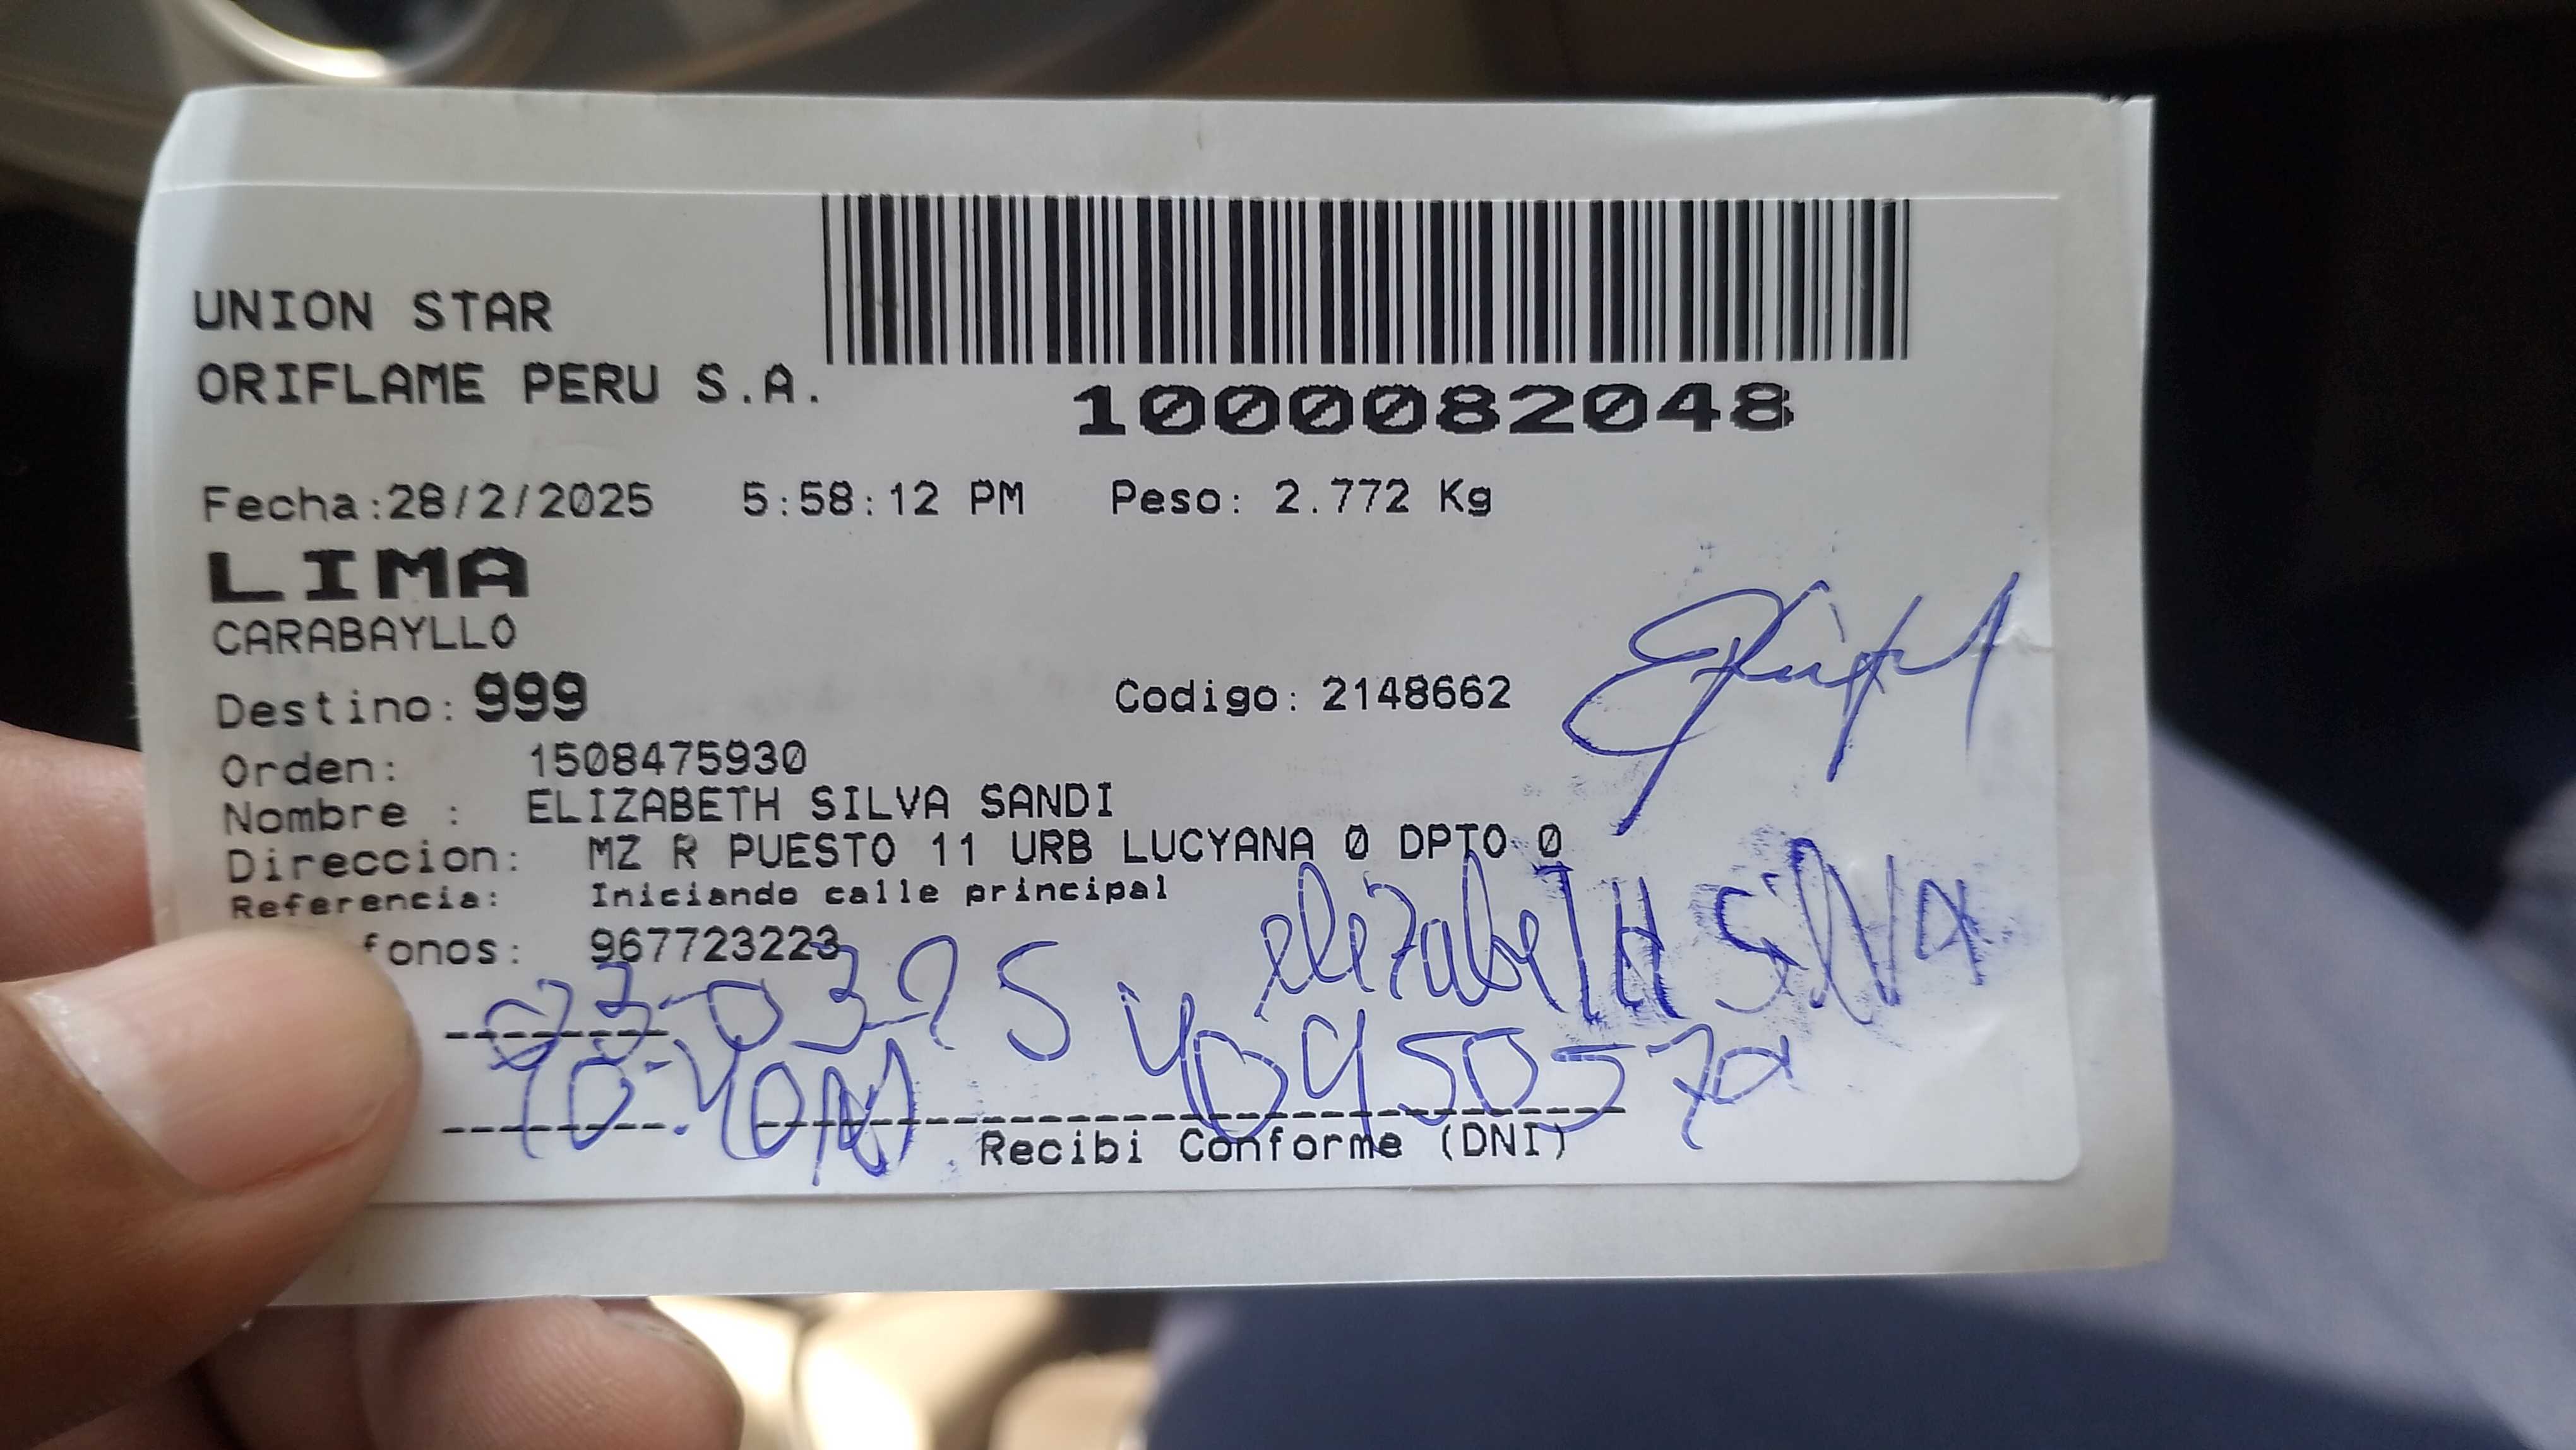 UNION STAR
ORIFLAME PERU S.A.
1000082048
Fecha:28/2/2025 5:58:12 PM Peso: 2.772 Kg
LIMA
CARABAYLLO
Destino: 999 Codigo: 2148662
Orden: 1508475930
Nombre : ELIZABETH SILVA SANDI
Direccion: MZ R PUESTO 11 URB LUCYANA 0 DPTO 0
Referencia: Iniciando calle principal
fonos: 967723223
elizabeTH SilVA
Recibi Conforme (DNI)